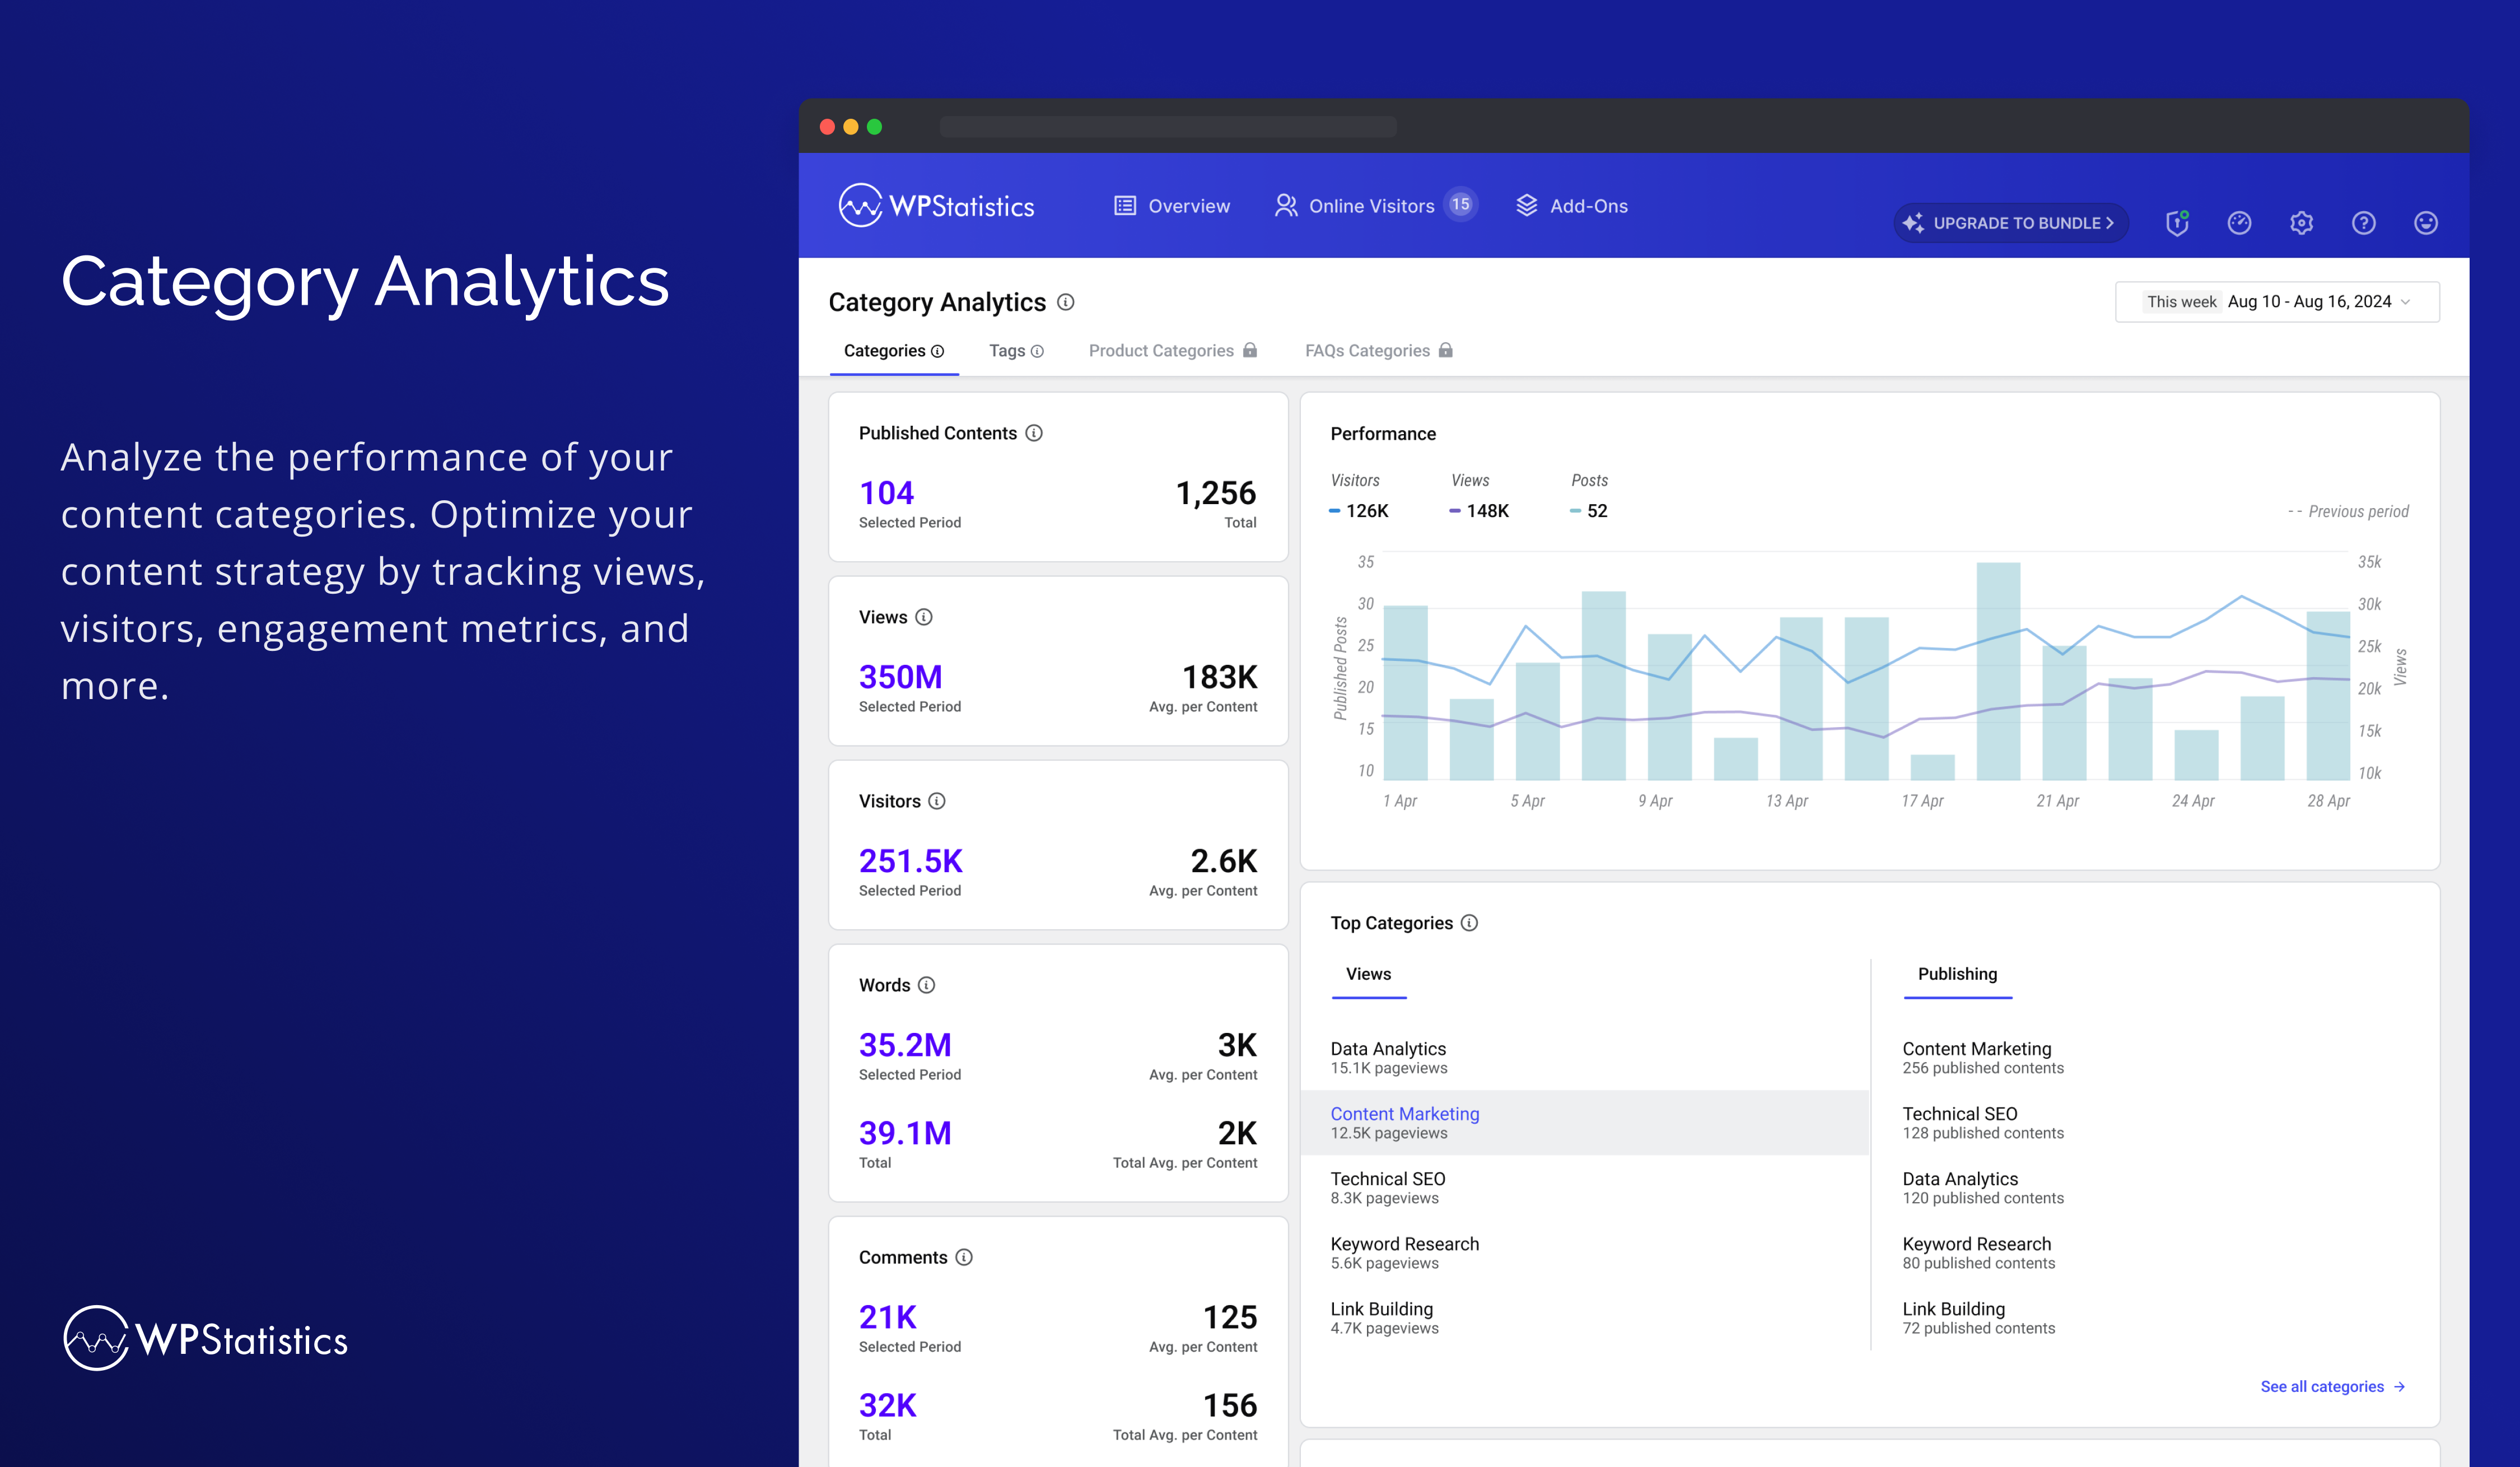 Category Analytics
Analyze the performance of your
content categories. Optimize your
content strategy by tracking views,
visitors, engagement metrics, and
more.
WPStatistics
WPStatistics
Overview
Online Visitors 15
Add-Ons
UPGRADE TO BUNDLE
Category Analytics
This week Aug 10 - Aug 16, 2024
Categories
Tags
Product Categories
FAQs Categories
Published Contents
104 1,256
Selected Period Total
Views
350M 183K
Selected Period Avg. per Content
Visitors
251.5K 2.6K
Selected Period Avg. per Content
Words
35.2M 3K
Selected Period Avg. per Content
39.1M 2K
Total Total Avg. per Content
Comments
21K 125
Selected Period Avg. per Content
32K 156
Total Total Avg. per Content
Performance
Visitors Views Posts
126K 148K 52
-- Previous period
Published Posts
35
30
25
20
15
10
35k
30k
25k
20k
15k
10k
Views
1 Apr 5 Apr 9 Apr 13 Apr 17 Apr 21 Apr 24 Apr 28 Apr
Top Categories
Views
Data Analytics
15.1K pageviews
Content Marketing
12.5K pageviews
Technical SEO
8.3K pageviews
Keyword Research
5.6K pageviews
Link Building
4.7K pageviews
Publishing
Content Marketing
256 published contents
Technical SEO
128 published contents
Data Analytics
120 published contents
Keyword Research
80 published contents
Link Building
72 published contents
See all categories →